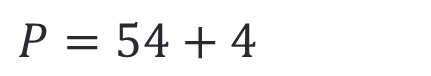 P = 54 + 4